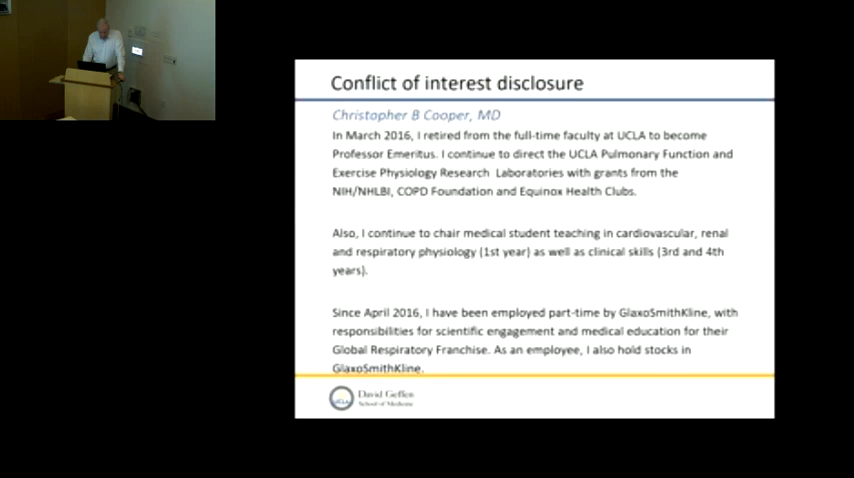 Conflict of interest disclosure
Christopher B Cooper, MD
In March 2016, I retired from the full-time faculty at UCLA to become
Professor Emeritus. I continue to direct the UCLA Pulmonary Function and
Exercise Physiology Research Laboratories with grants from the
NIH/NHLBI, COPD Foundation and Equinox Health Clubs.
Also, I continue to chair medical student teaching in cardiovascular, renal
and respiratory physiology (1st year) as well as clinical skills (3rd and 4th
years).
Since April 2016, I have been employed part-time by GlaxoSmithKline, with
responsibilities for scientific engagement and medical education for their
Global Respiratory Franchise. As an employee, I also hold stocks in
GlaxoSmithKline.
UCLA
David Geffen
School of Medicine